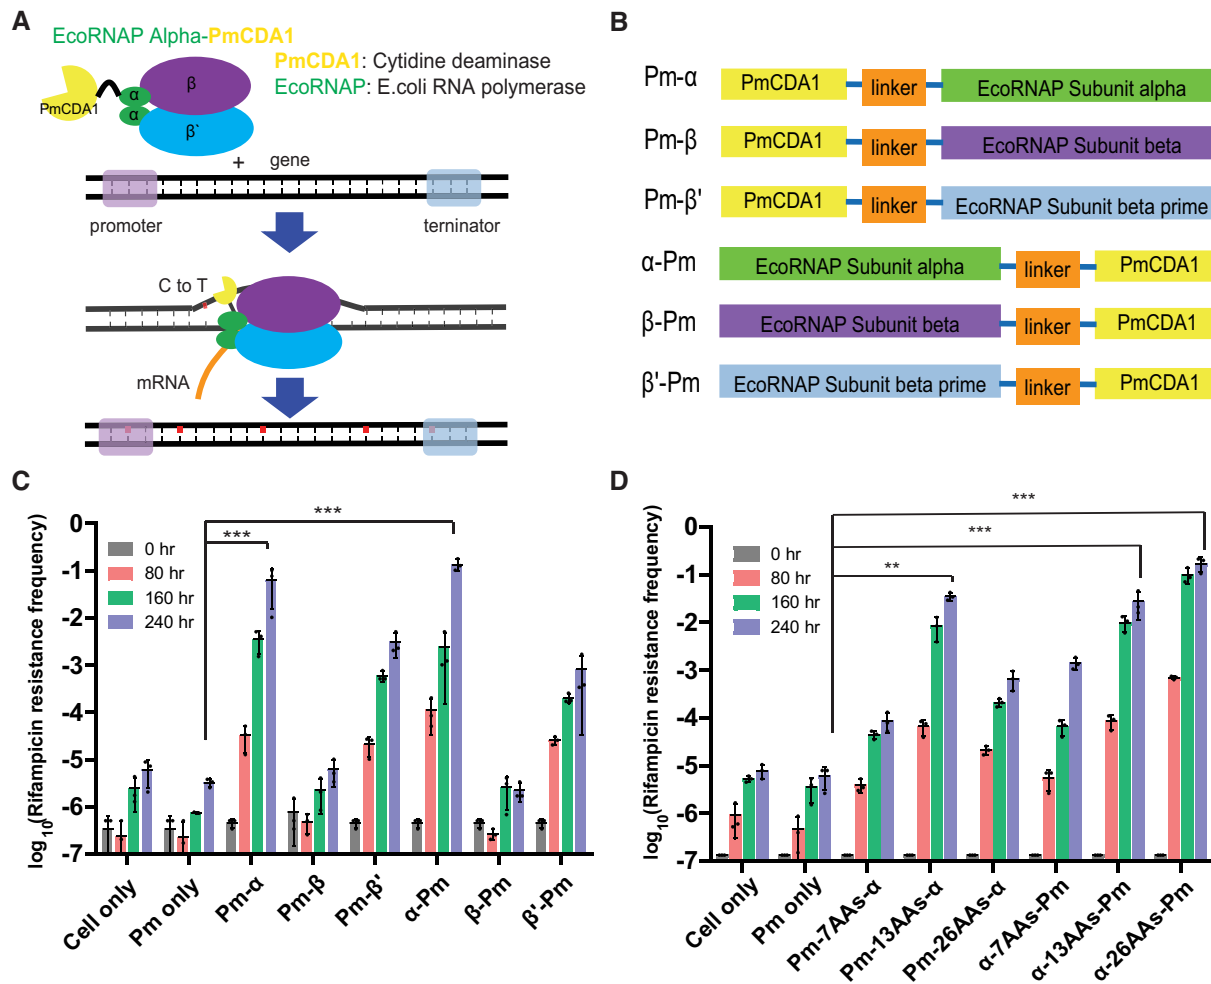 A
EcoRNAP Alpha-PmCDA1
PmCDA1: Cytidine deaminase
EcoRNAP: E.coli RNA polymerase
PmCDA1
α
α
β
β`
+ gene
promoter
terninator
C to T
mRNA
B
Pm-α PmCDA1 linker EcoRNAP Subunit alpha
Pm-β PmCDA1 linker EcoRNAP Subunit beta
Pm-β' PmCDA1 linker EcoRNAP Subunit beta prime
α-Pm EcoRNAP Subunit alpha linker PmCDA1
β-Pm EcoRNAP Subunit beta linker PmCDA1
β'-Pm EcoRNAP Subunit beta prime linker PmCDA1
C
log10(Rifampicin resistance frequency)
0
-1
-2
-3
-4
-5
-6
-7
0 hr
80 hr
160 hr
240 hr
***
***
Cell only
Pm only
Pm-α
Pm-β
Pm-β'
α-Pm
β-Pm
β'-Pm
D
log10(Rifampicin resistance frequency)
0
-1
-2
-3
-4
-5
-6
-7
0 hr
80 hr
160 hr
240 hr
***
***
**
Cell only
Pm only
Pm-7AAs-α
Pm-13AAs-α
Pm-26AAs-α
α-7AAs-Pm
α-13AAs-Pm
α-26AAs-Pm